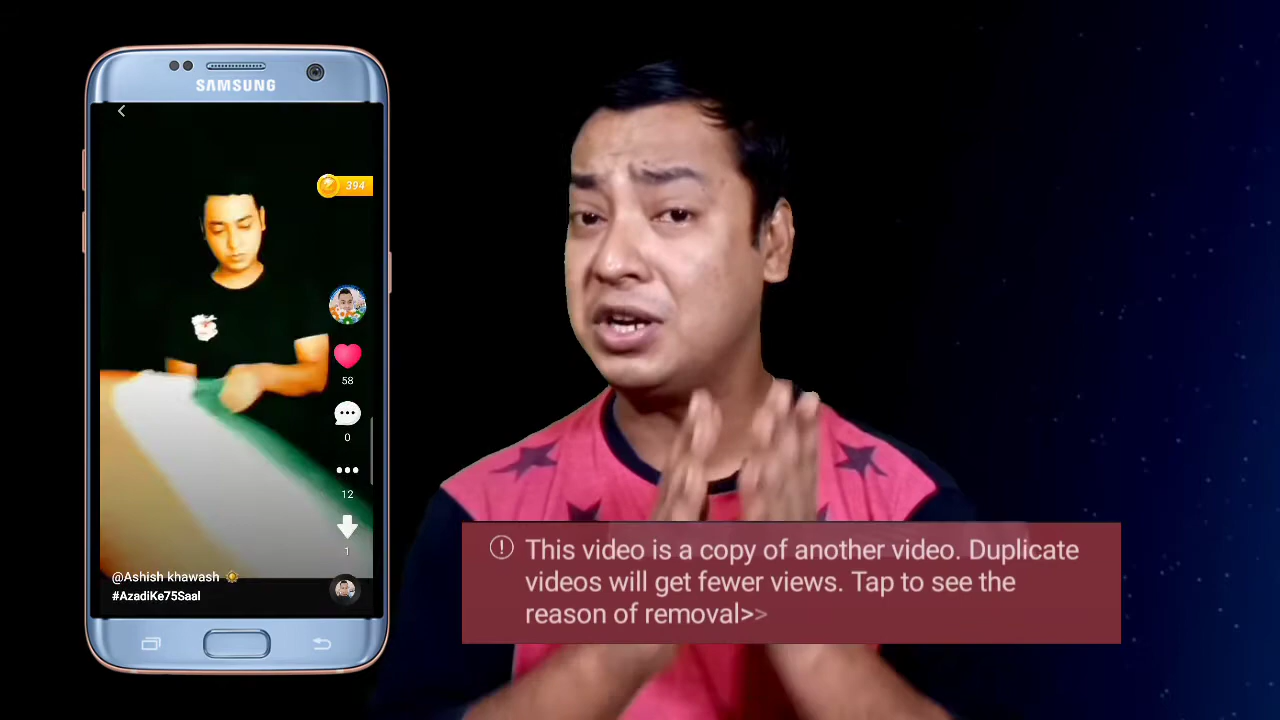 SAMSUNG
394
58
0
12
1
@Ashish khawash
#AzadiKe75Saal
This video is a copy of another video. Duplicate
videos will get fewer views. Tap to see the
reason of removal>>